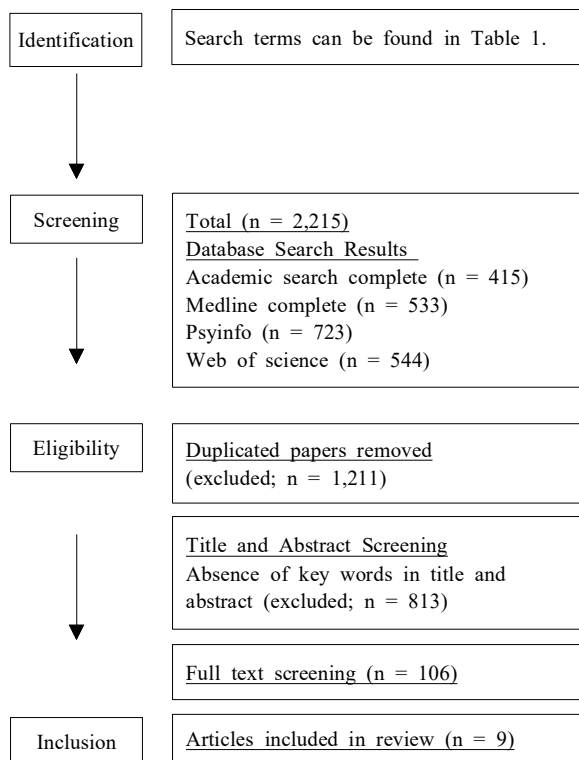 Identification
Search terms can be found in Table 1.
Screening
Total (n = 2,215)
Database Search Results
Academic search complete (n = 415)
Medline complete (n = 533)
Psyinfo (n = 723)
Web of science (n = 544)
Eligibility
Duplicated papers removed
(excluded; n = 1,211)
Title and Abstract Screening
Absence of key words in title and
abstract (excluded; n = 813)
Full text screening (n = 106)
Inclusion
Articles included in review (n = 9)